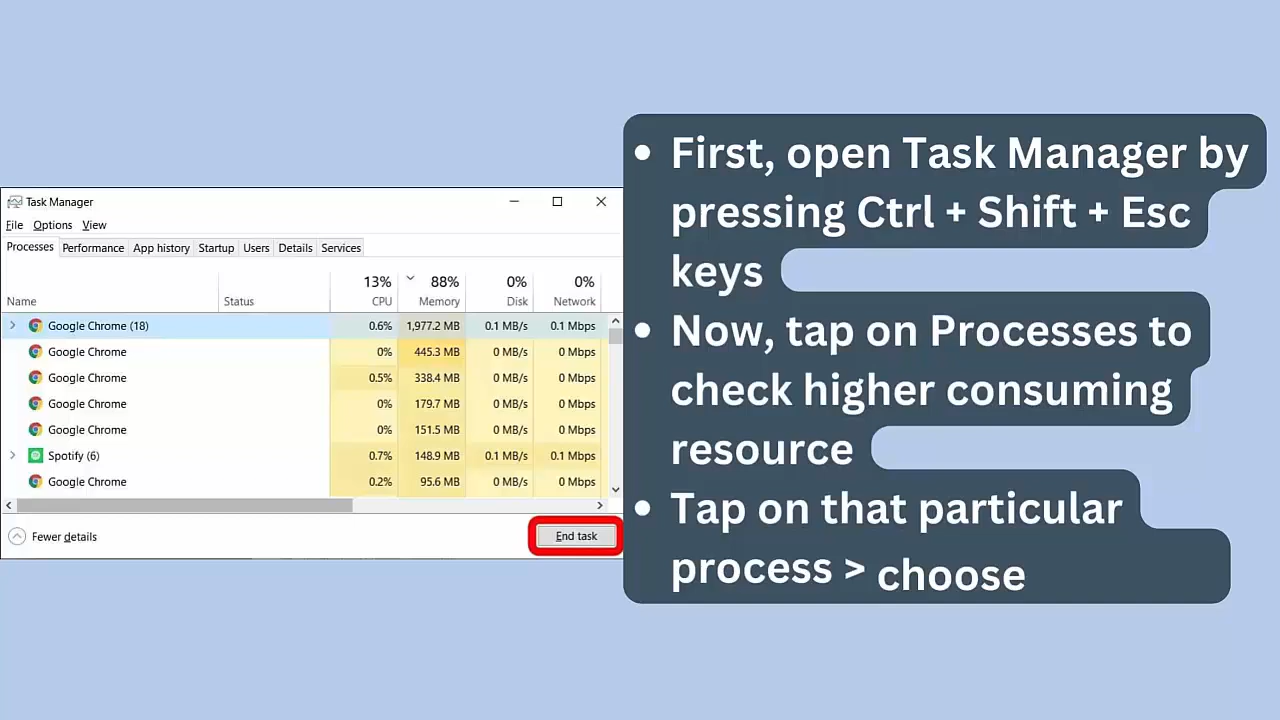 Task Manager
File Options View
Processes Performance App history Startup Users Details Services
13% 88% 0% 0%
Name Status CPU Memory Disk Network
Google Chrome (18) 0.6% 1,977.2 MB 0.1 MB/s 0.1 Mbps
Google Chrome 0% 445.3 MB 0 MB/s 0 Mbps
Google Chrome 0.5% 338.4 MB 0 MB/s 0 Mbps
Google Chrome 0% 179.7 MB 0 MB/s 0 Mbps
Google Chrome 0% 151.5 MB 0 MB/s 0 Mbps
Spotify (6) 0.7% 148.9 MB 0.1 MB/s 0.1 Mbps
Google Chrome 0.2% 95.6 MB 0 MB/s 0 Mbps
Fewer details End task
• First, open Task Manager by
pressing Ctrl + Shift + Esc
keys
• Now, tap on Processes to
check higher consuming
resource
• Tap on that particular
process > choose